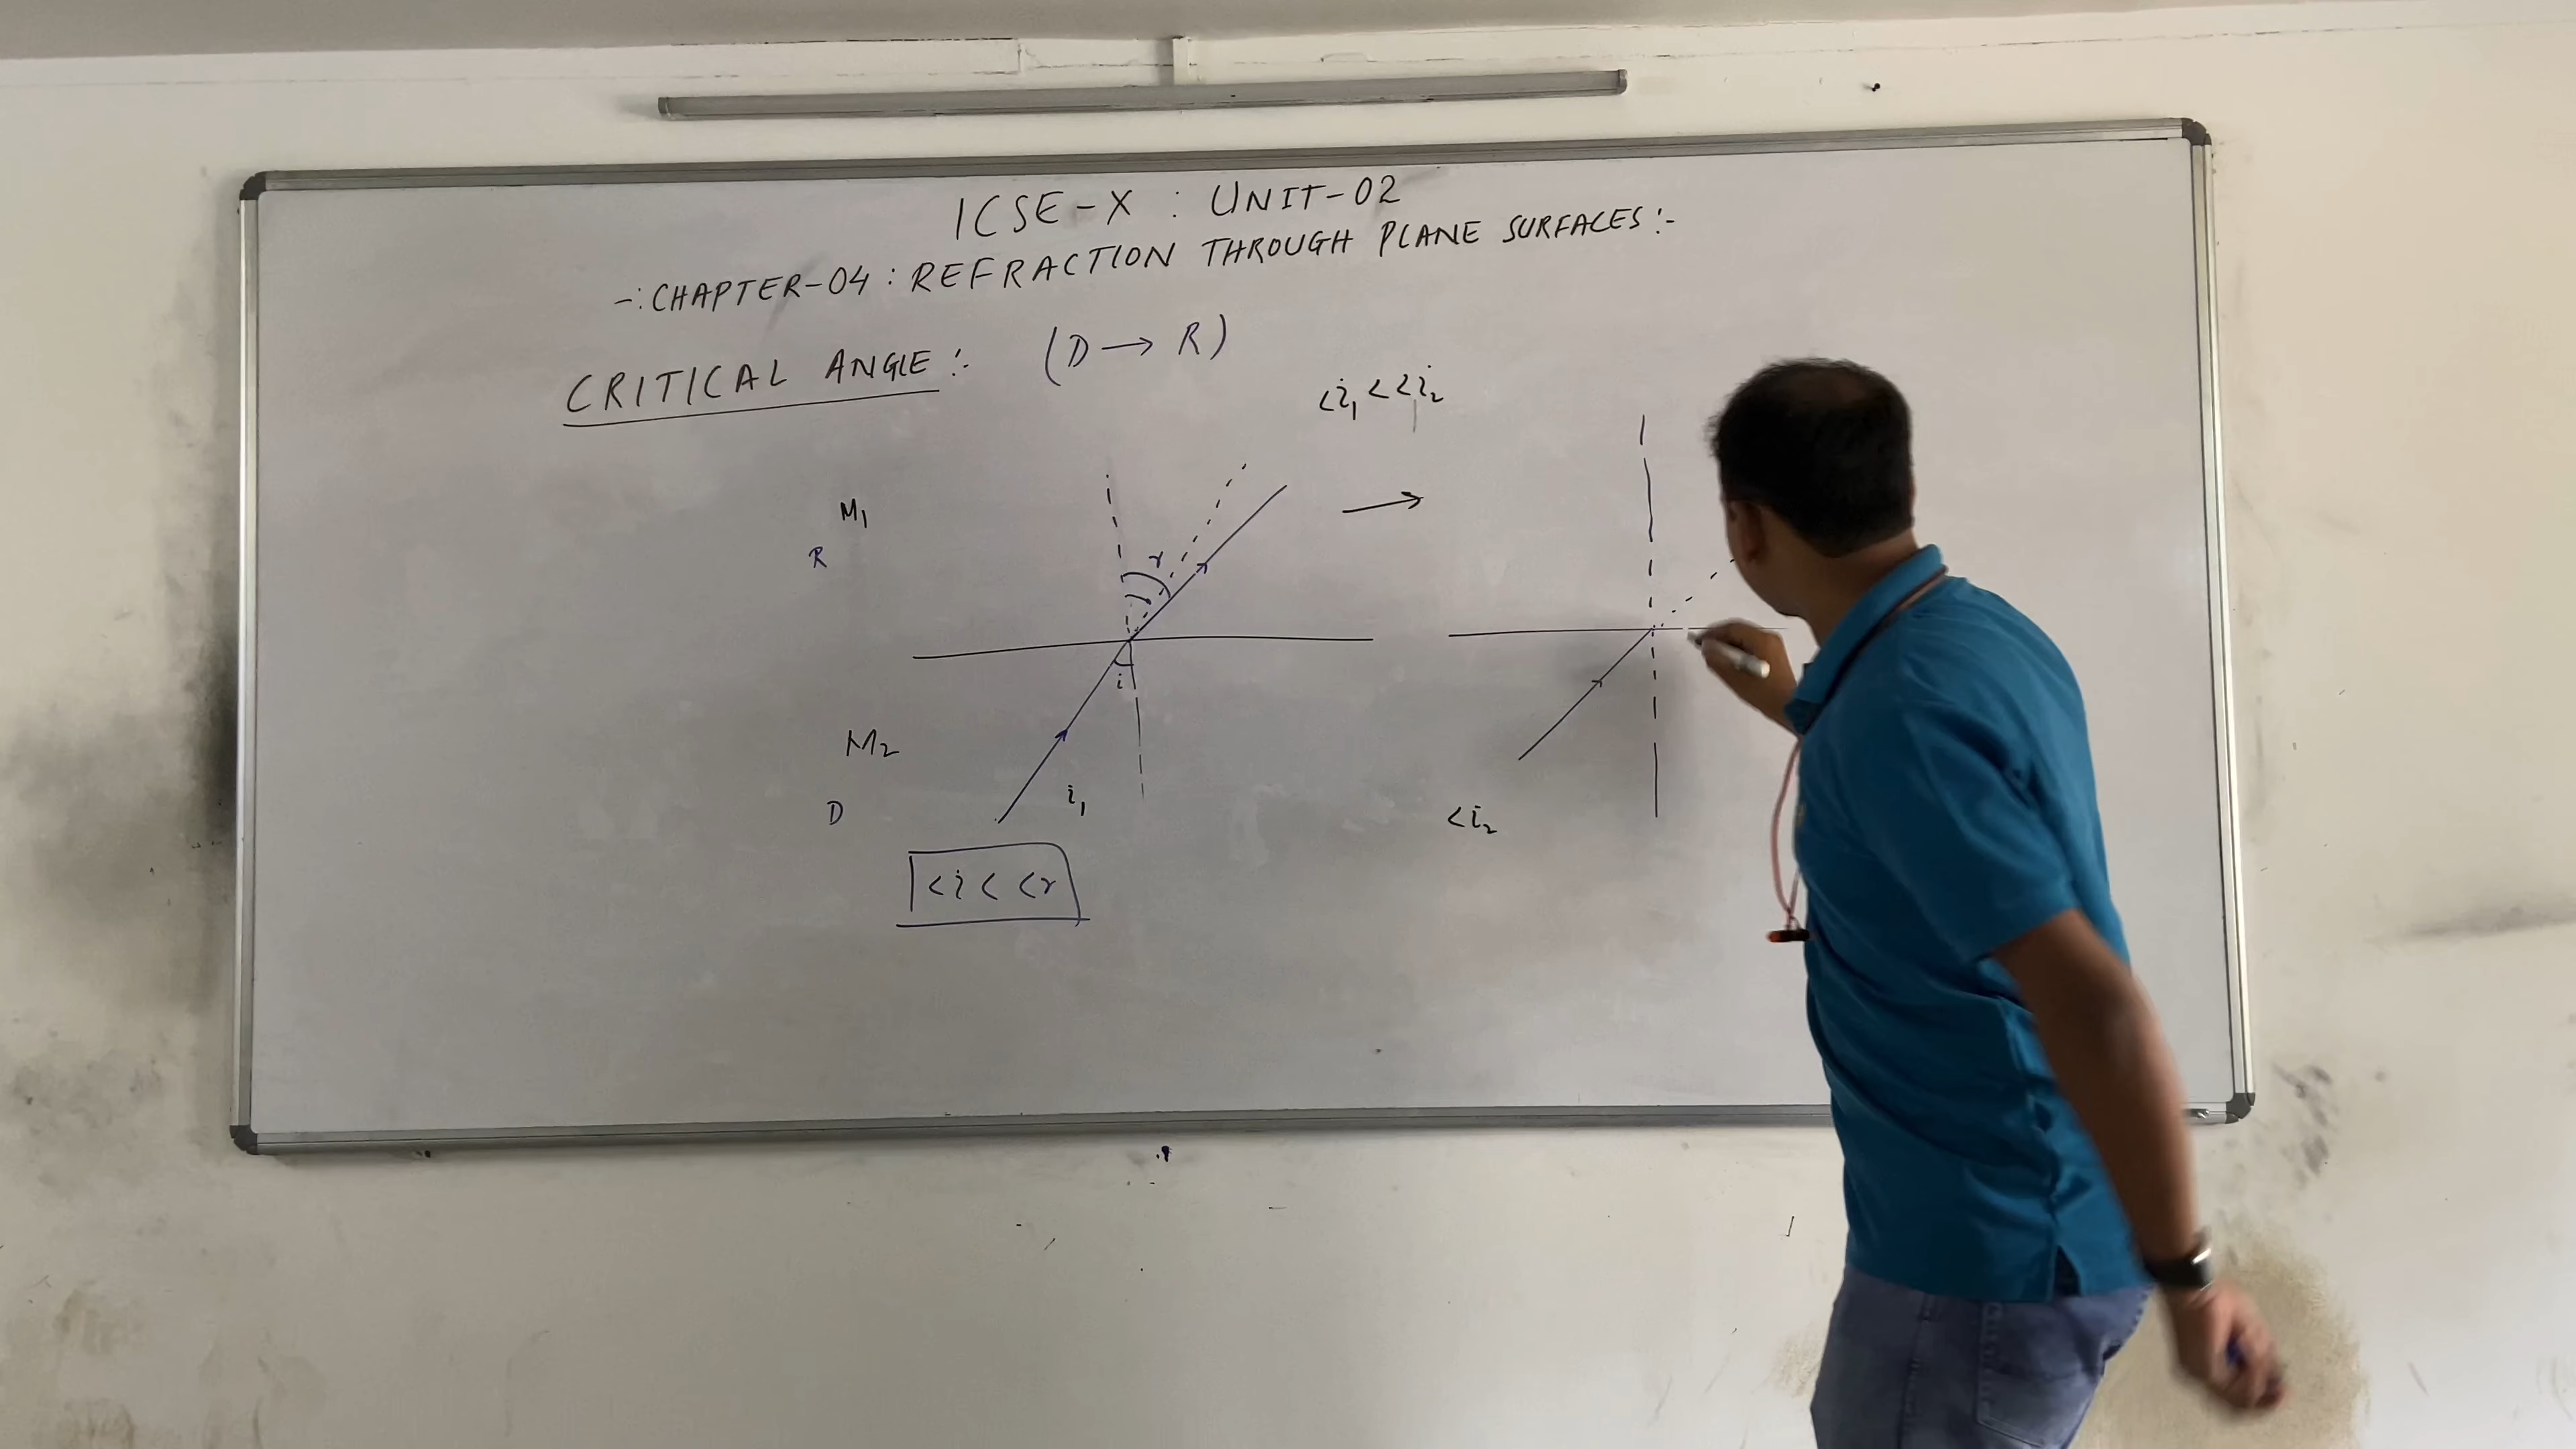 ICSE-X : UNIT-02
-:CHAPTER-04: REFRACTION THROUGH PLANE SURFACES:-
CRITICAL ANGLE:- (D → R)
<i₁ < <i₂
M₁
R
r
i
M₂
D
i₁
<i₂
<i < <r